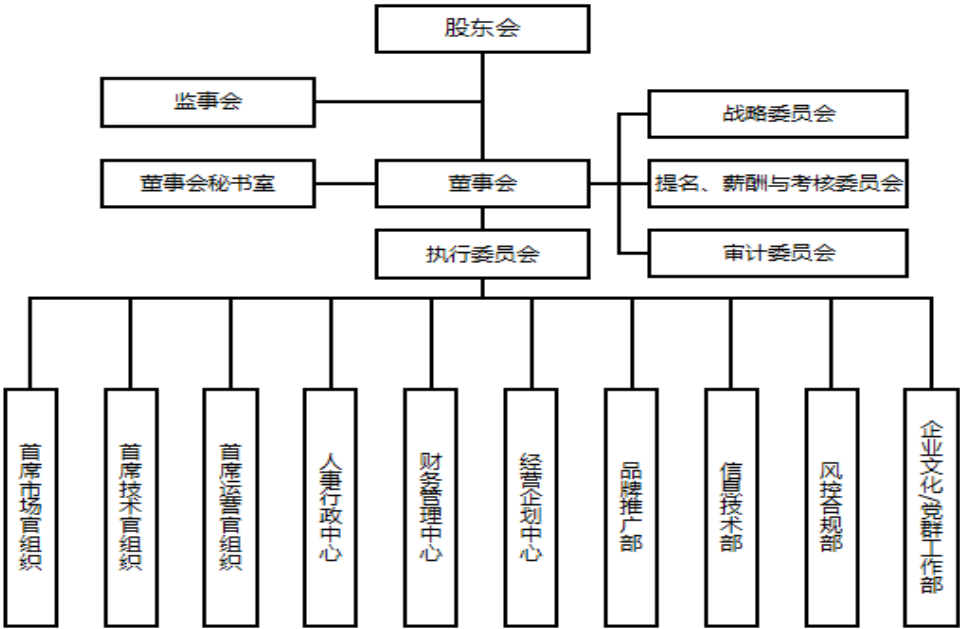 股东会
监事会
战略委员会
董事会秘书室
董事会
提名、薪酬与考核委员会
执行委员会
审计委员会
首席市场官组织
首席技术官组织
首席运营官组织
人事行政中心
财务管理中心
经营企划中心
品牌推广部
信息技术部
风控合规部
企业文化/党群工作部